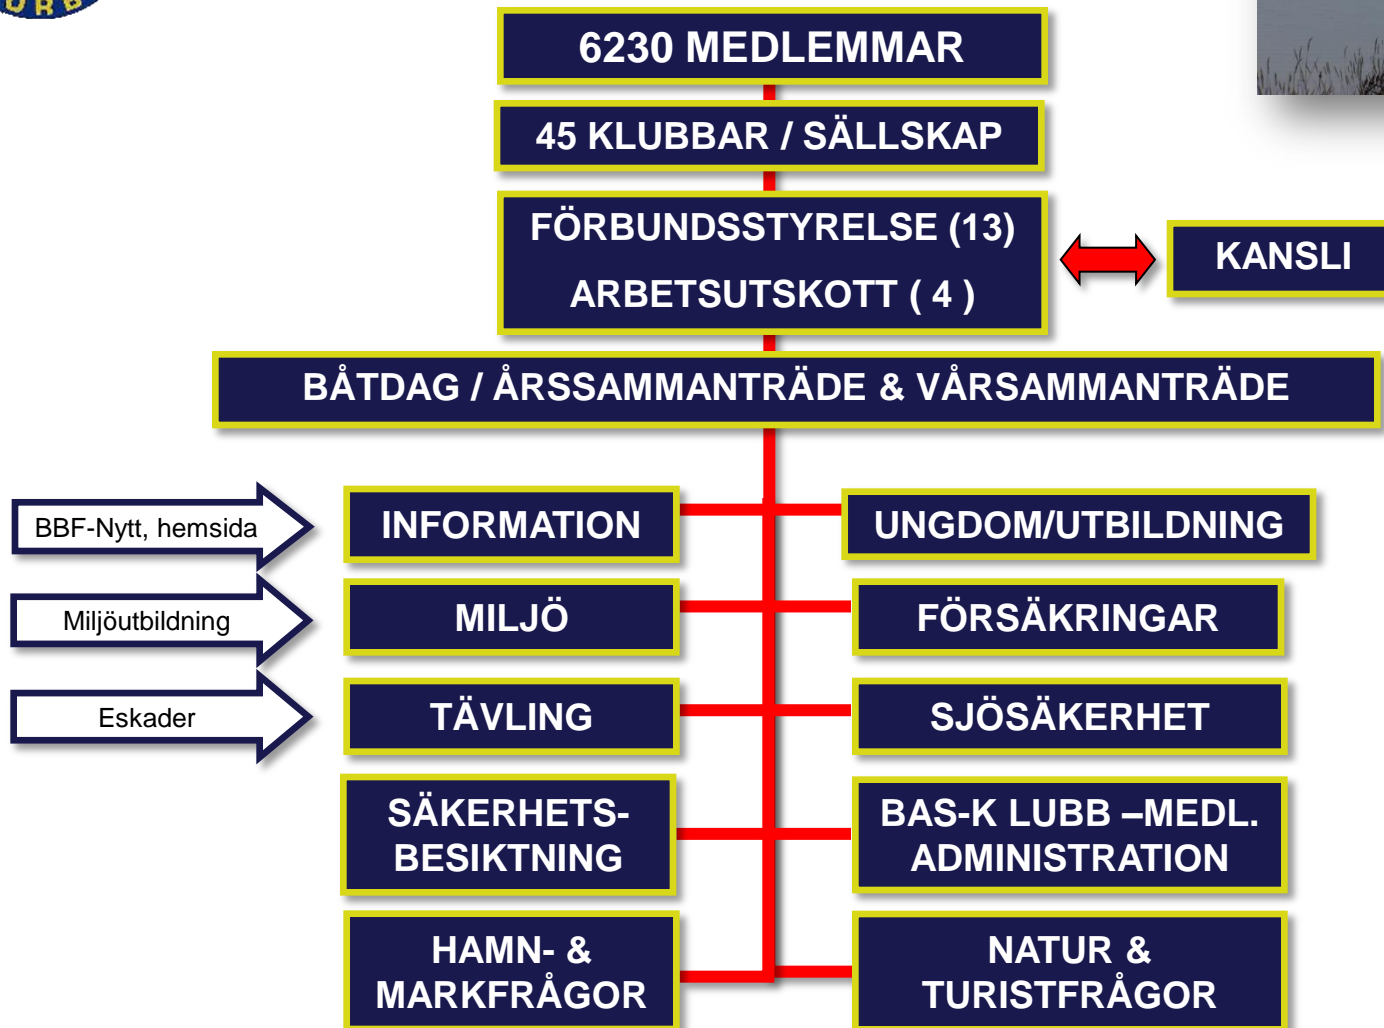 6230 MEDLEMMAR
45 KLUBBAR / SÄLLSKAP
FÖRBUNDSSTYRELSE (13)
ARBETSUTSKOTT ( 4 )
KANSLI
BÅTDAG / ÅRSSAMMANTRÄDE & VÅRSAMMANTRÄDE
BBF-Nytt, hemsida
INFORMATION
UNGDOM/UTBILDNING
Miljöutbildning
MILJÖ
FÖRSÄKRINGAR
Eskader
TÄVLING
SJÖSÄKERHET
SÄKERHETS-
BESIKTNING
BAS-K LUBB –MEDL.
ADMINISTRATION
HAMN- &
MARKFRÅGOR
NATUR &
TURISTFRÅGOR